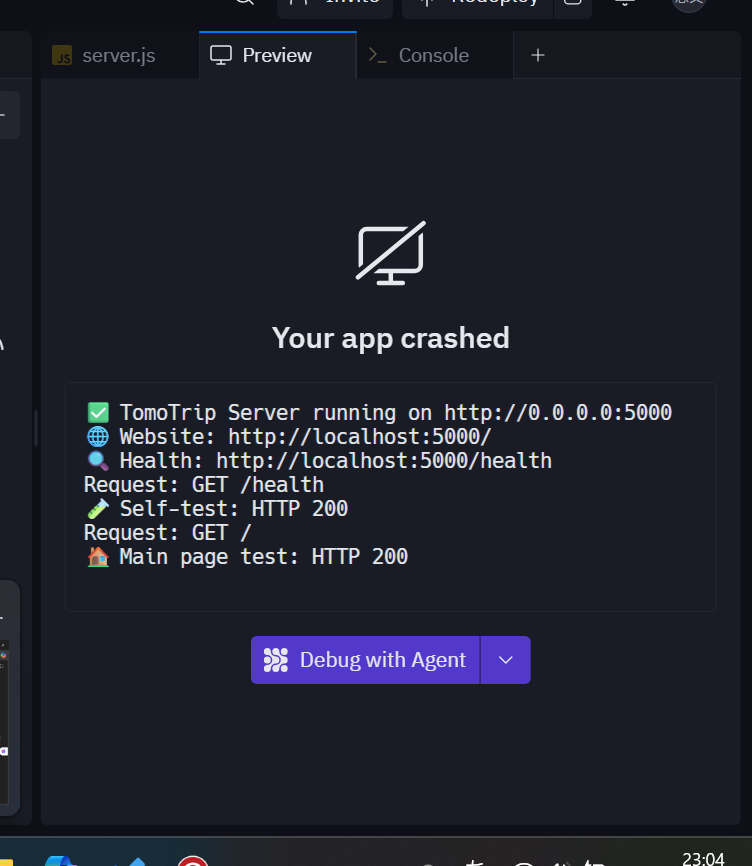 Invite
Redeploy
JS server.js
Preview
Console
Your app crashed
✅ TomoTrip Server running on http://0.0.0.0:5000
🌐 Website: http://localhost:5000/
🔍 Health: http://localhost:5000/health
Request: GET /health
🧪 Self-test: HTTP 200
Request: GET /
🏠 Main page test: HTTP 200
Debug with Agent
23:04